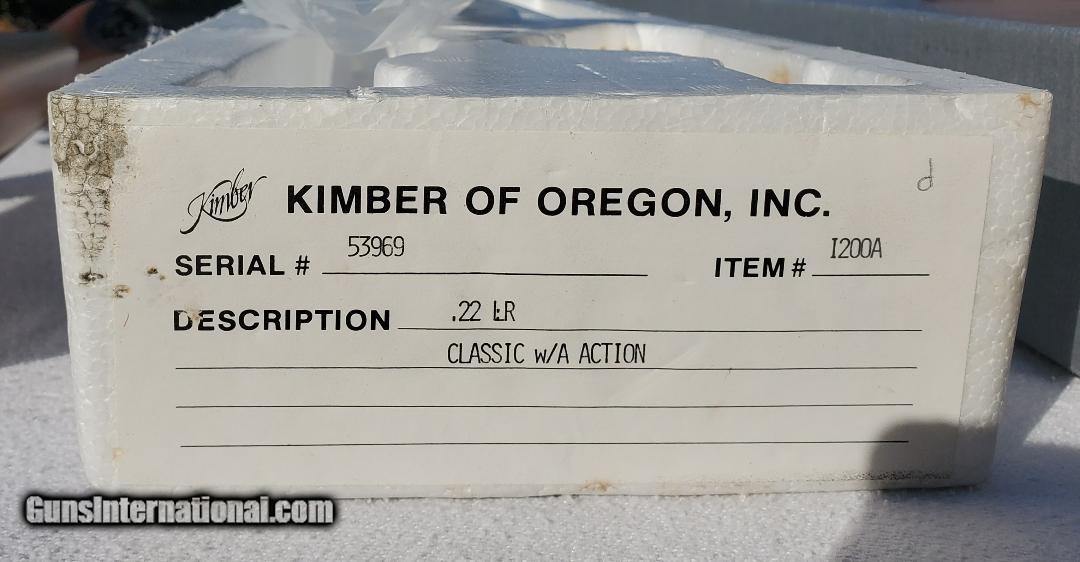 Kimber KIMBER OF OREGON, INC.
d
SERIAL # 53969 ITEM # I200A
DESCRIPTION .22 LR
CLASSIC w/A ACTION
GunsInternational.com